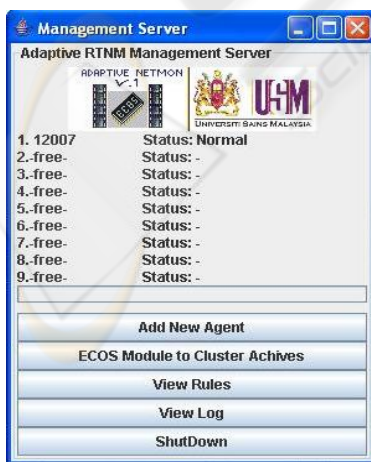 Management Server
Adaptive RTNM Management Server
ADAPTIVE NETMON
V.1
ECOS
USM
UNIVERSITI SAINS MALAYSIA
1. 12007 Status: Normal
2.-free- Status: -
3.-free- Status: -
4.-free- Status: -
5.-free- Status: -
6.-free- Status: -
7.-free- Status: -
8.-free- Status: -
9.-free- Status: -
Add New Agent
ECOS Module to Cluster Achives
View Rules
View Log
ShutDown